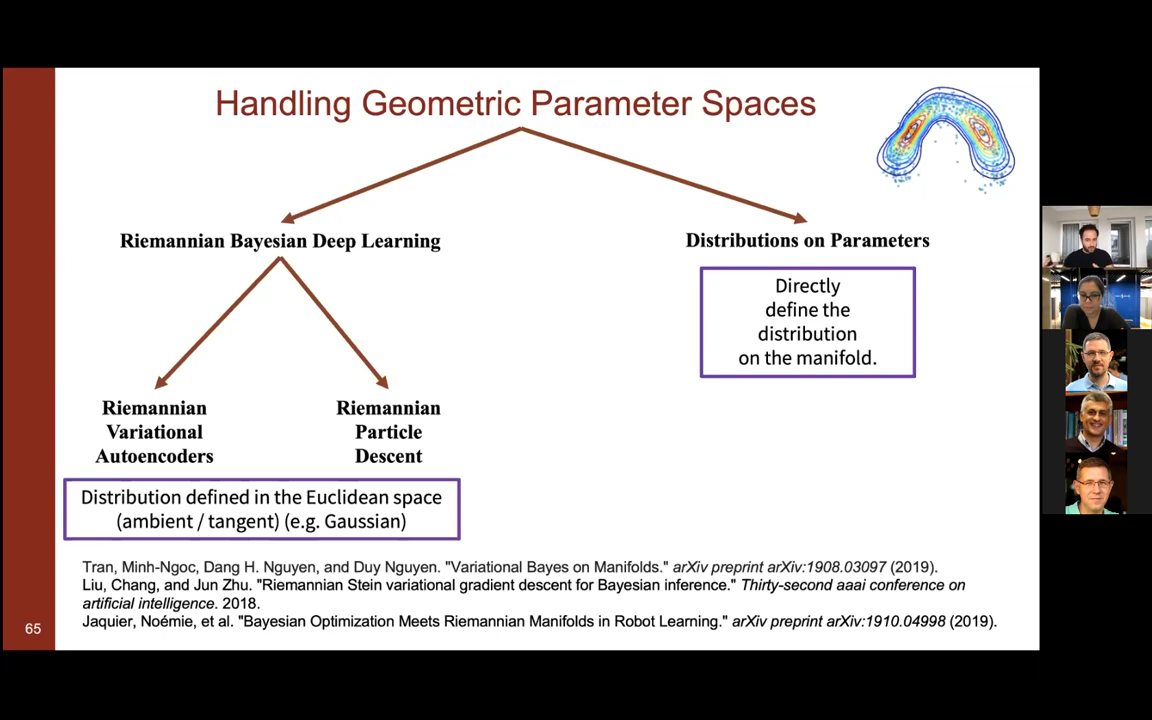 Handling Geometric Parameter Spaces
Riemannian Bayesian Deep Learning
Distributions on Parameters
Directly
define the
distribution
on the manifold.
Riemannian
Variational
Autoencoders
Riemannian
Particle
Descent
Distribution defined in the Euclidean space
(ambient / tangent) (e.g. Gaussian)
Tran, Minh-Ngoc, Dang H. Nguyen, and Duy Nguyen. "Variational Bayes on Manifolds." arXiv preprint arXiv:1908.03097 (2019).
Liu, Chang, and Jun Zhu. "Riemannian Stein variational gradient descent for Bayesian inference." Thirty-second aaai conference on
artificial intelligence. 2018.
Jaquier, Noémie, et al. "Bayesian Optimization Meets Riemannian Manifolds in Robot Learning." arXiv preprint arXiv:1910.04998 (2019).
65